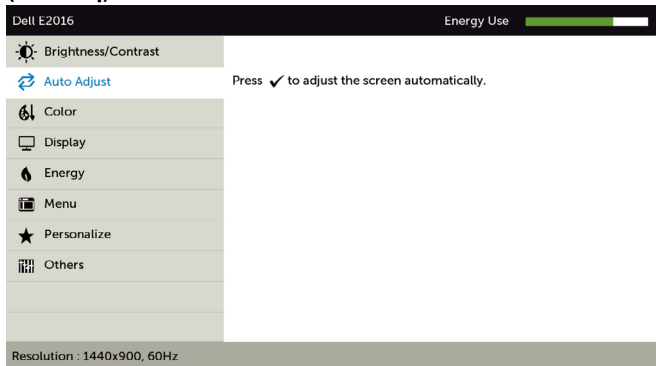 Dell E2016
Energy Use
Brightness/Contrast
Auto Adjust
Press ✓ to adjust the screen automatically.
Color
Display
Energy
Menu
Personalize
Others
Resolution : 1440x900, 60Hz